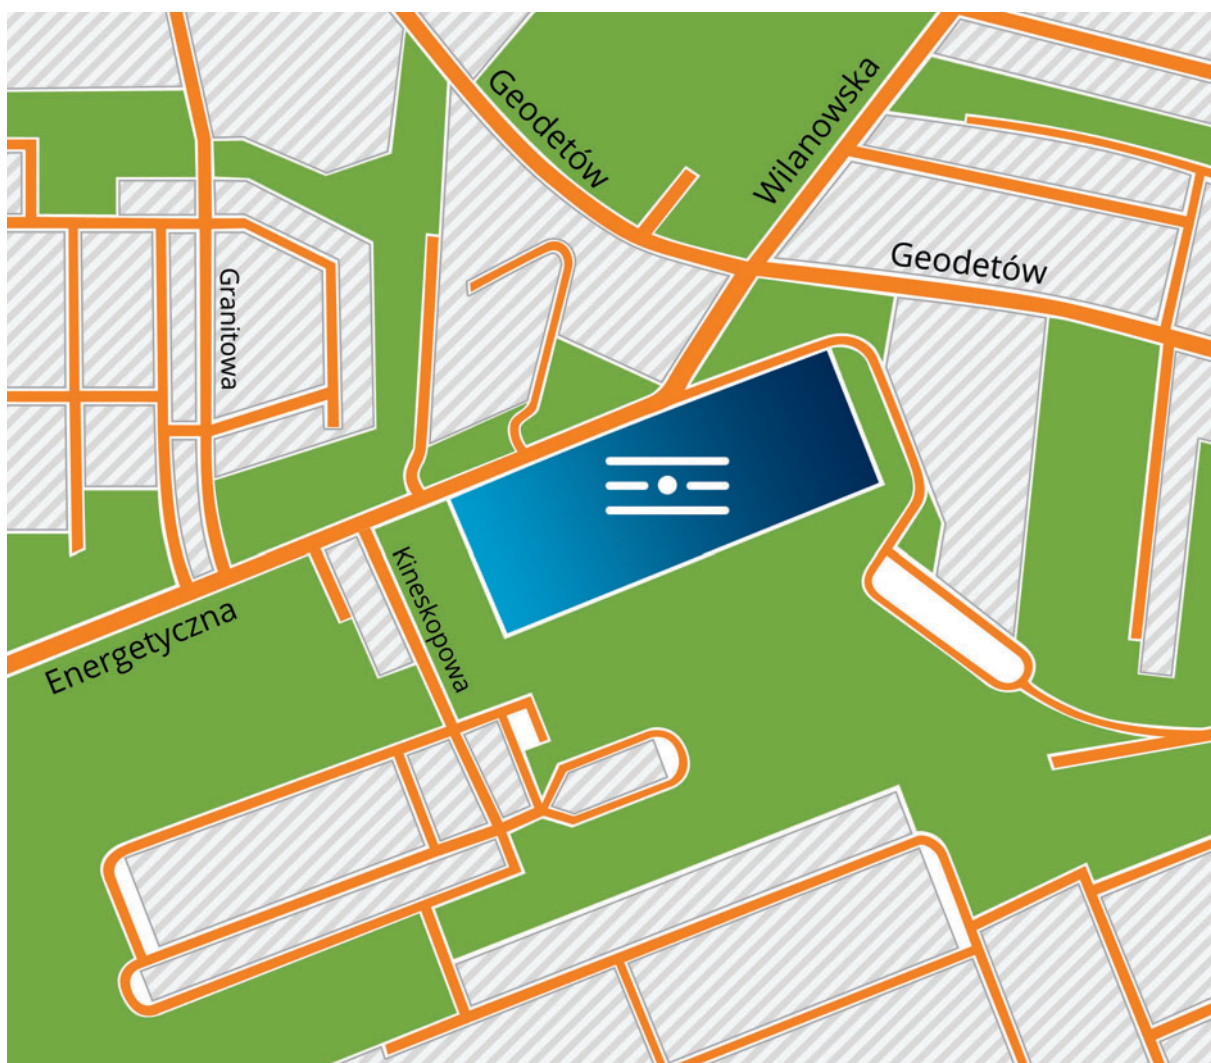 Geodetów
Wilanowska
Geodetów
Granitowa
Kineskopowa
Energetyczna